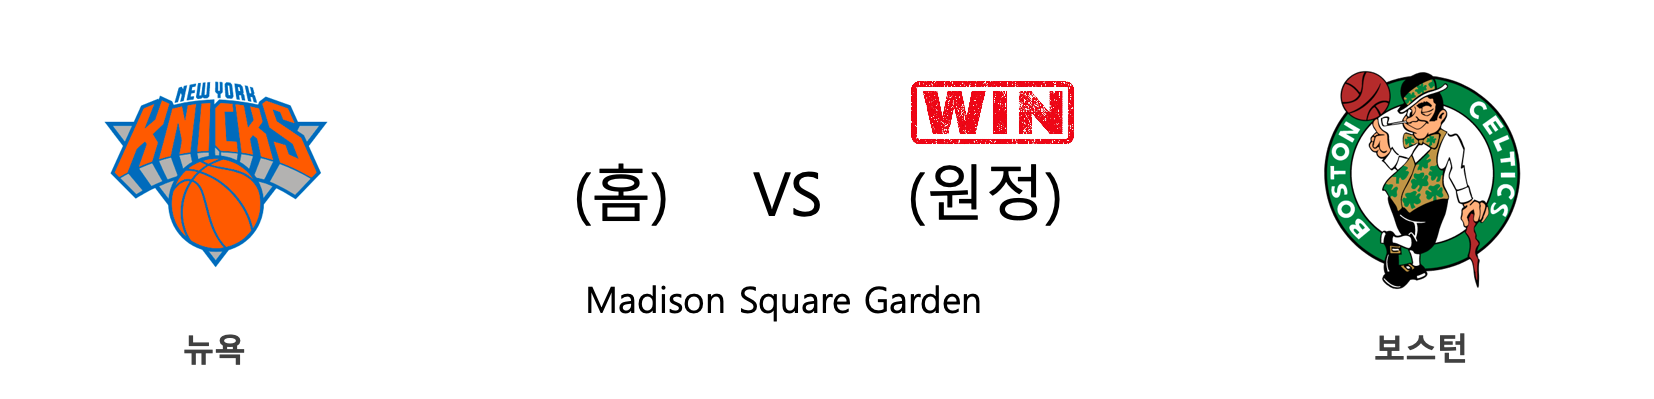 NEW YORK
KNICKS
WIN
(홈) VS (원정)
Madison Square Garden
뉴욕
BOSTON CELTICS
보스턴